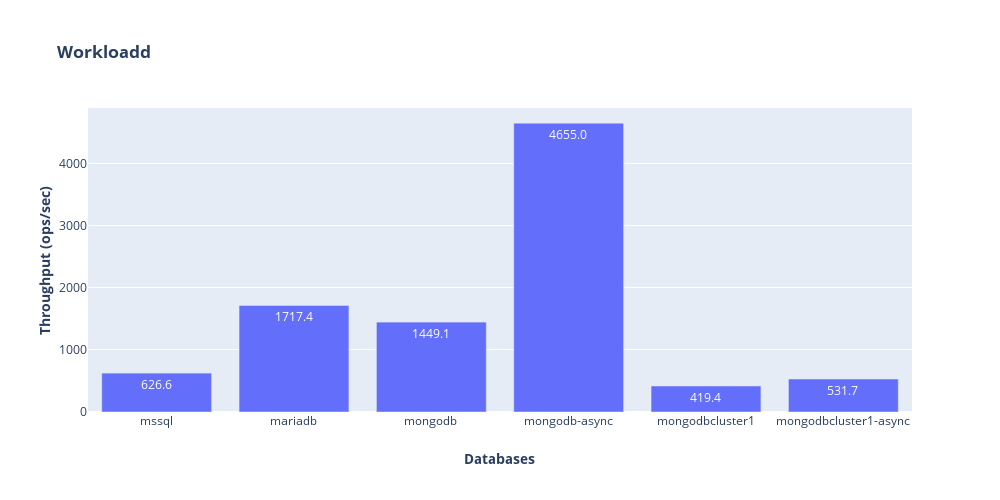 Workloadd
Throughput (ops/sec)
4000
3000
2000
1000
0
626.6
1717.4
1449.1
4655.0
419.4
531.7
mssql
mariadb
mongodb
mongodb-async
mongodbcluster1
mongodbcluster1-async
Databases